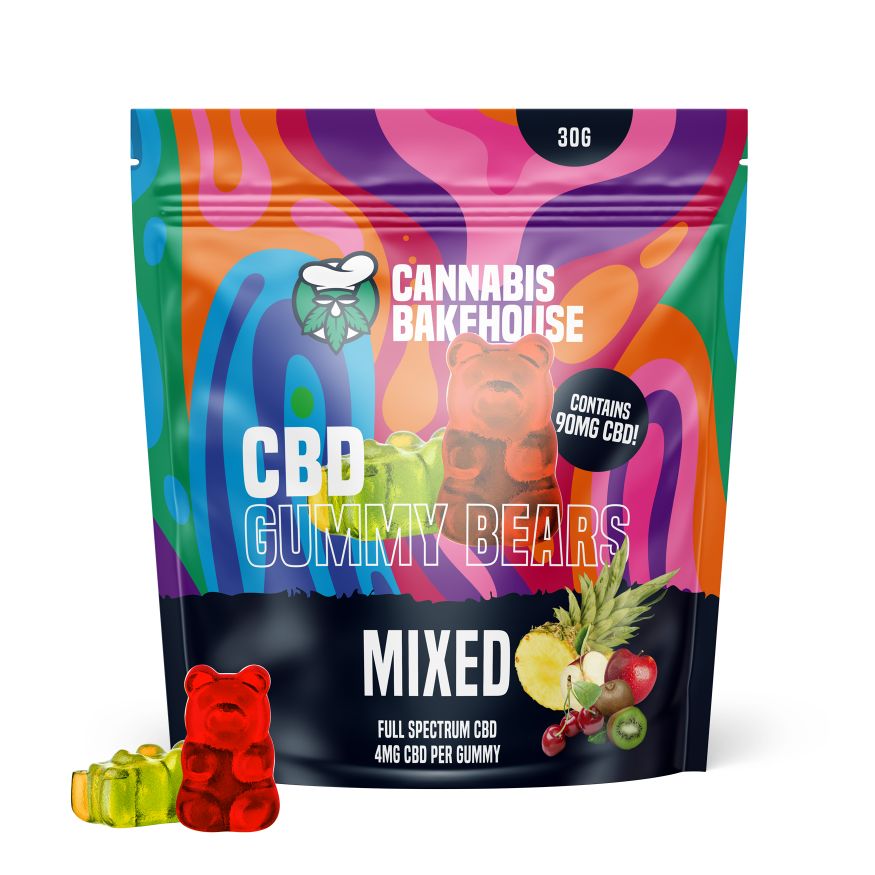 30G
CANNABIS
BAKEHOUSE
CONTAINS
90MG CBD!
CBD
GUMMY BEARS
MIXED
FULL SPECTRUM CBD
4MG CBD PER GUMMY